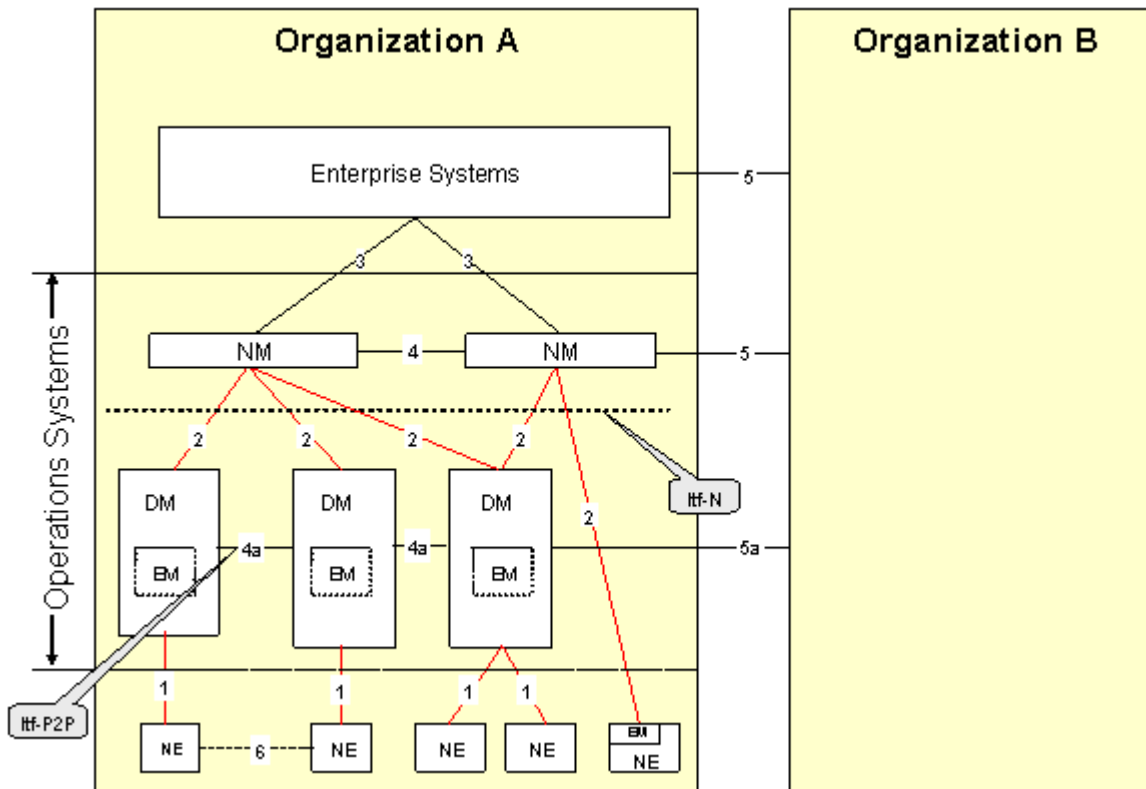 Organization A
Organization B
Enterprise Systems
5
3
3
Operations Systems
NM
4
NM
5
2
2
2
2
Itf-N
2
DM
DM
DM
4a
4a
5a
EM
EM
EM
1
1
1
1
Itf-P2P
NE
6
NE
NE
NE
EM
NE